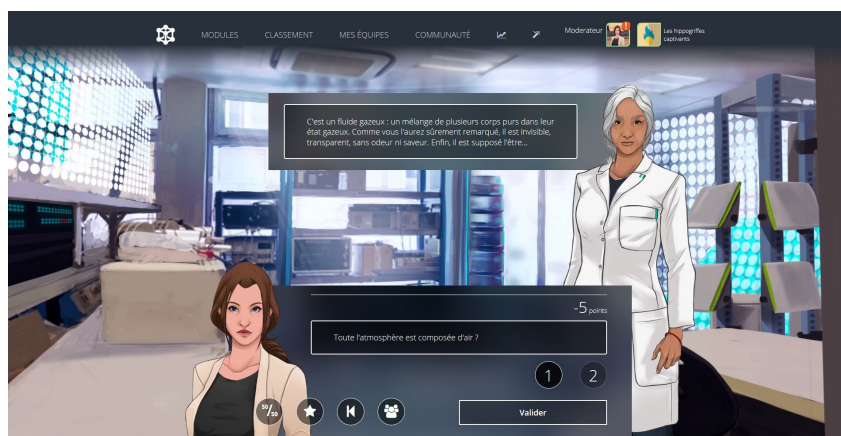 MODULES CLASSEMENT MES ÉQUIPES COMMUNAUTÉ Moderateur Les hippogriffes
captivants
C'est un fluide gazeux : un mélange de plusieurs corps purs dans leur
état gazeux. Comme vous l'aurez sûrement remarqué, il est invisible,
transparent, sans odeur ni saveur. Enfin, il est supposé l'être...
-5 points
Toute l'atmosphère est composée d'air ?
1 2
50/50
Valider